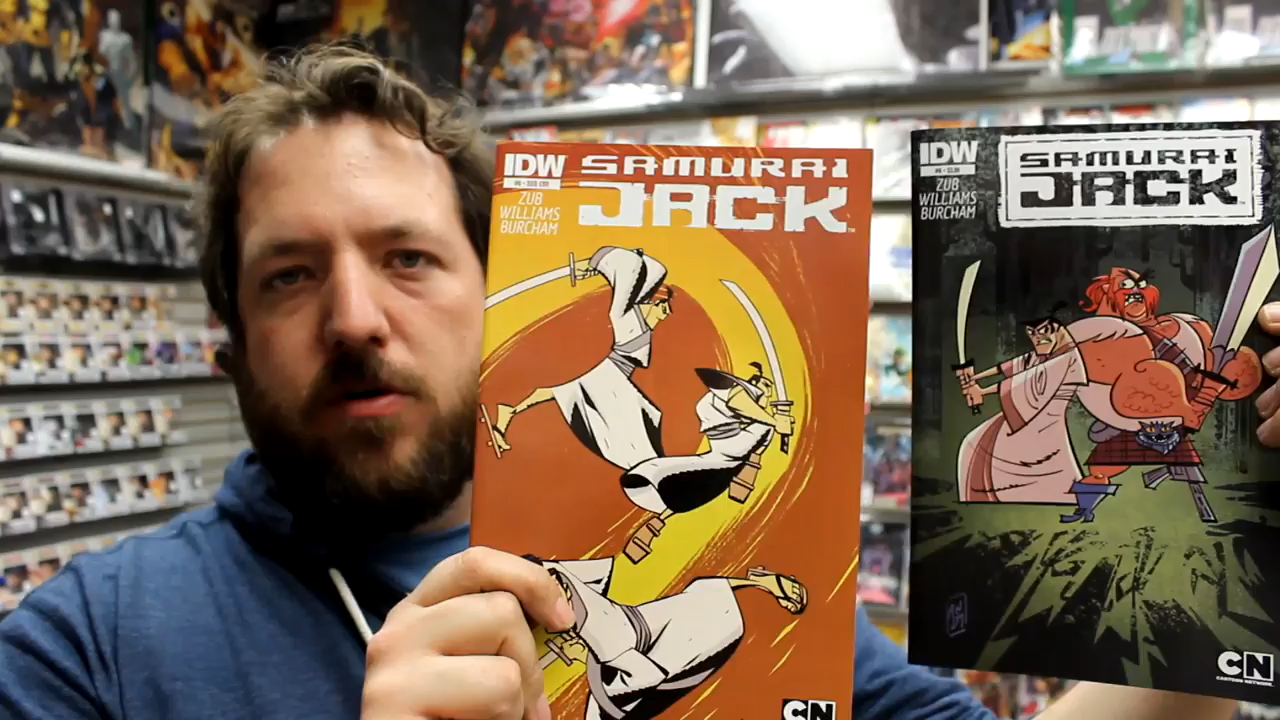 IDW
SAMURAI
JACK
ZUB
WILLIAMS
BURCHAM
CN
IDW
SAMURAI
JACK
ZUB
WILLIAMS
BURCHAM
CN
CARTOON NETWORK